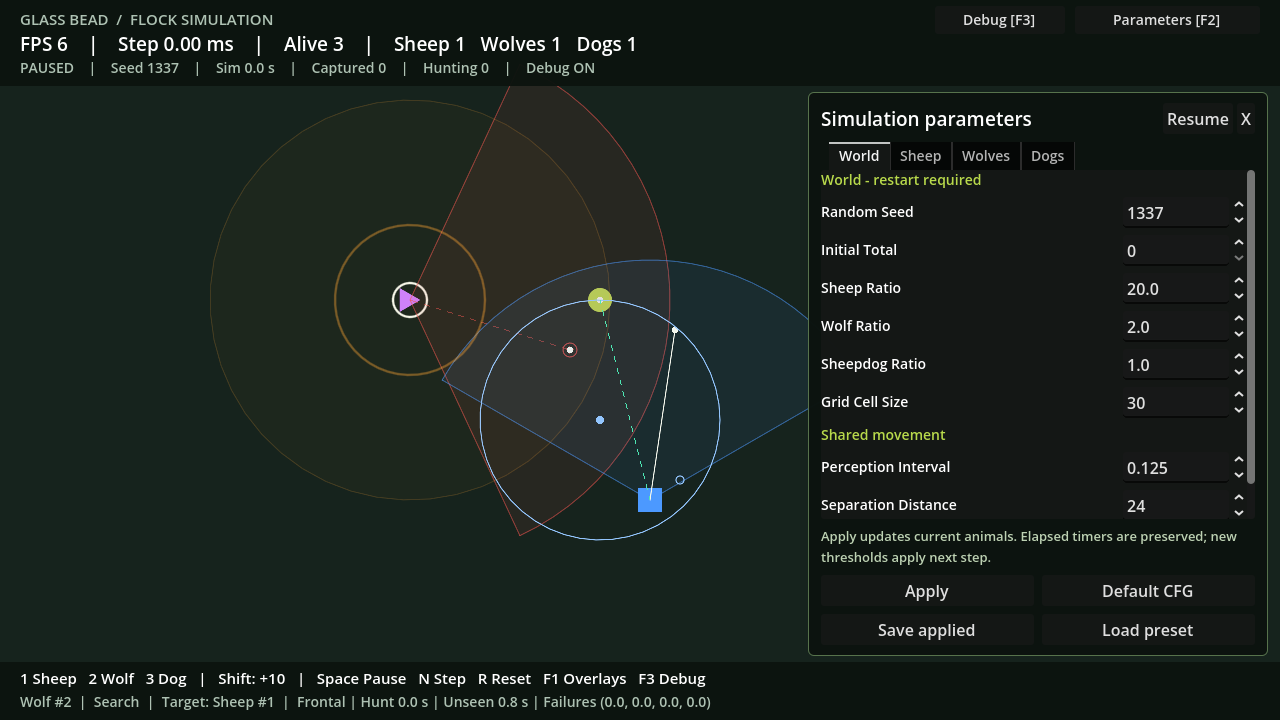 GLASS BEAD / FLOCK SIMULATION
Debug [F3] Parameters [F2]
FPS 6 | Step 0.00 ms | Alive 3 | Sheep 1 Wolves 1 Dogs 1
PAUSED | Seed 1337 | Sim 0.0 s | Captured 0 | Hunting 0 | Debug ON
Simulation parameters Resume X
World Sheep Wolves Dogs
World - restart required
Random Seed 1337
Initial Total 0
Sheep Ratio 20.0
Wolf Ratio 2.0
Sheepdog Ratio 1.0
Grid Cell Size 30
Shared movement
Perception Interval 0.125
Separation Distance 24
Apply updates current animals. Elapsed timers are preserved; new
thresholds apply next step.
Apply Default CFG
Save applied Load preset
1 Sheep 2 Wolf 3 Dog | Shift: +10 | Space Pause N Step R Reset F1 Overlays F3 Debug
Wolf #2 | Search | Target: Sheep #1 | Frontal | Hunt 0.0 s | Unseen 0.8 s | Failures (0.0, 0.0, 0.0, 0.0)